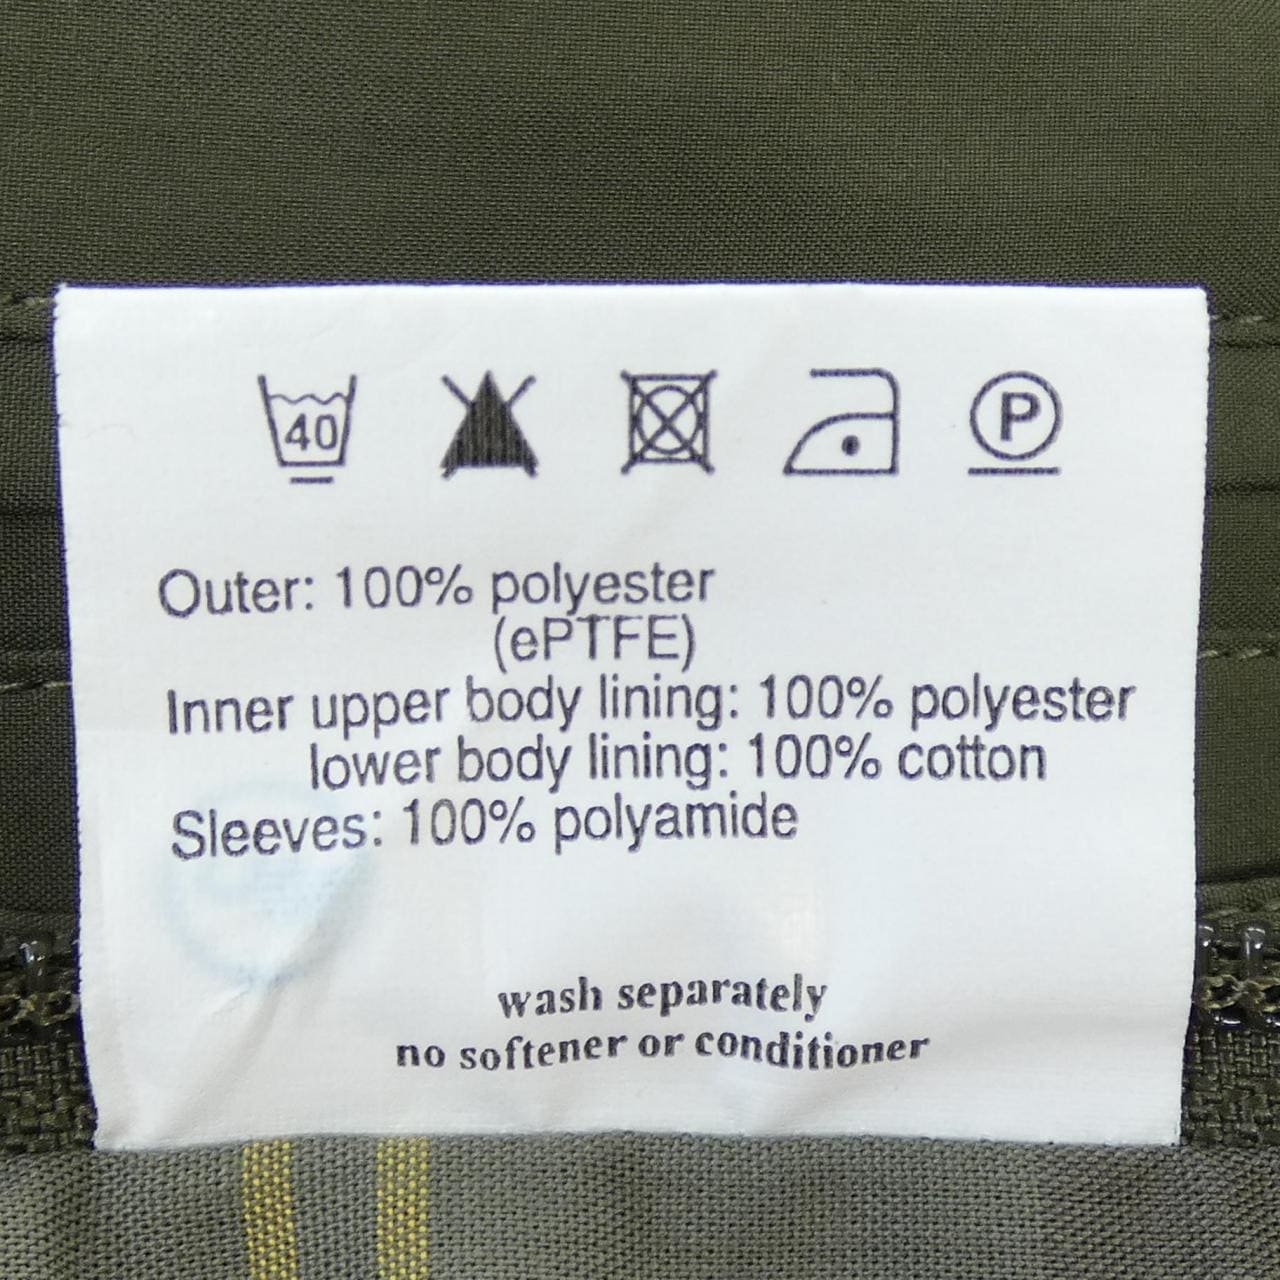 40
P
Outer: 100% polyester
(ePTFE)
Inner upper body lining: 100% polyester
lower body lining: 100% cotton
Sleeves: 100% polyamide
wash separately
no softener or conditioner